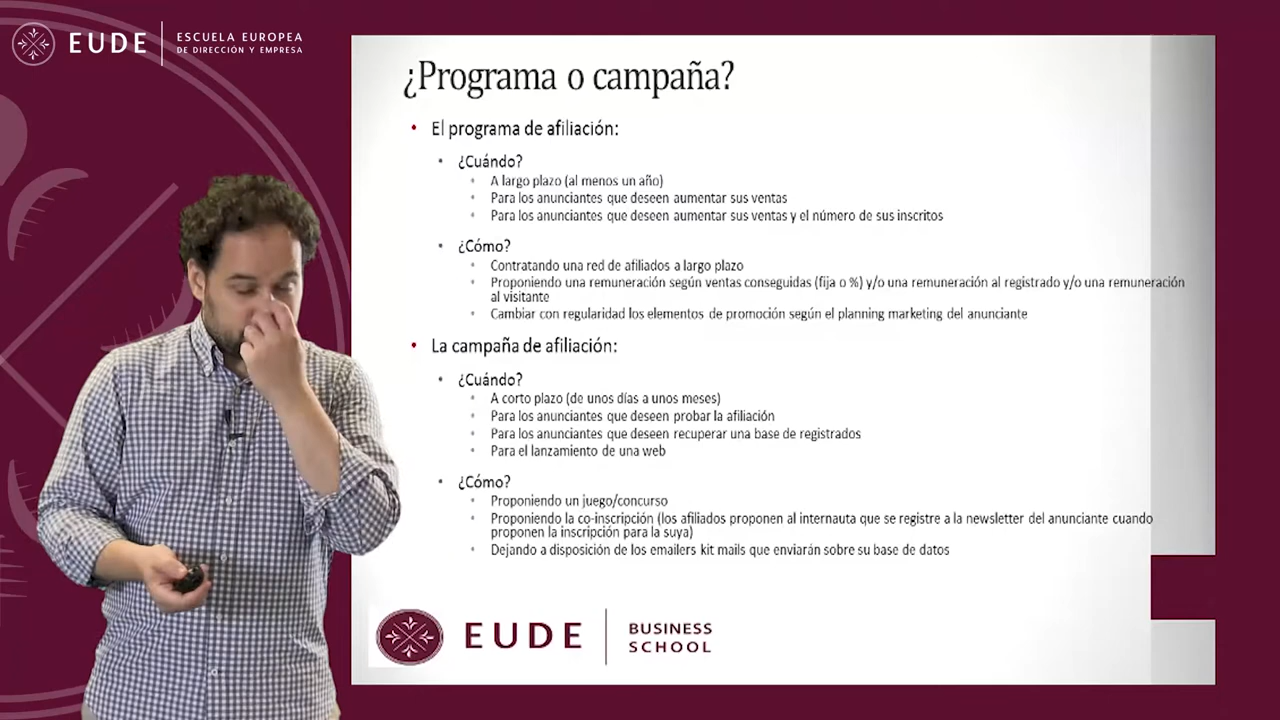 EUDE
ESCUELA EUROPEA
DE DIRECCIÓN Y EMPRESA
¿Programa o campaña?
• El programa de afiliación:
• ¿Cuándo?
• A largo plazo (al menos un año)
• Para los anunciantes que deseen aumentar sus ventas
• Para los anunciantes que deseen aumentar sus ventas y el número de sus inscritos
• ¿Cómo?
• Contratando una red de afiliados a largo plazo
• Proponiendo una remuneración según ventas conseguidas (fija o %) y/o una remuneración al registrado y/o una remuneración
al visitante
• Cambiar con regularidad los elementos de promoción según el planning marketing del anunciante
• La campaña de afiliación:
• ¿Cuándo?
• A corto plazo (de unos días a unos meses)
• Para los anunciantes que deseen probar la afiliación
• Para los anunciantes que deseen recuperar una base de registrados
• Para el lanzamiento de una web
• ¿Cómo?
• Proponiendo un juego/concurso
• Proponiendo la co-inscripción (los afiliados proponen al internauta que se registre a la newsletter del anunciante cuando
proponen la inscripción para la suya)
• Dejando a disposición de los emailers kit mails que enviarán sobre su base de datos
EUDE
BUSINESS
SCHOOL